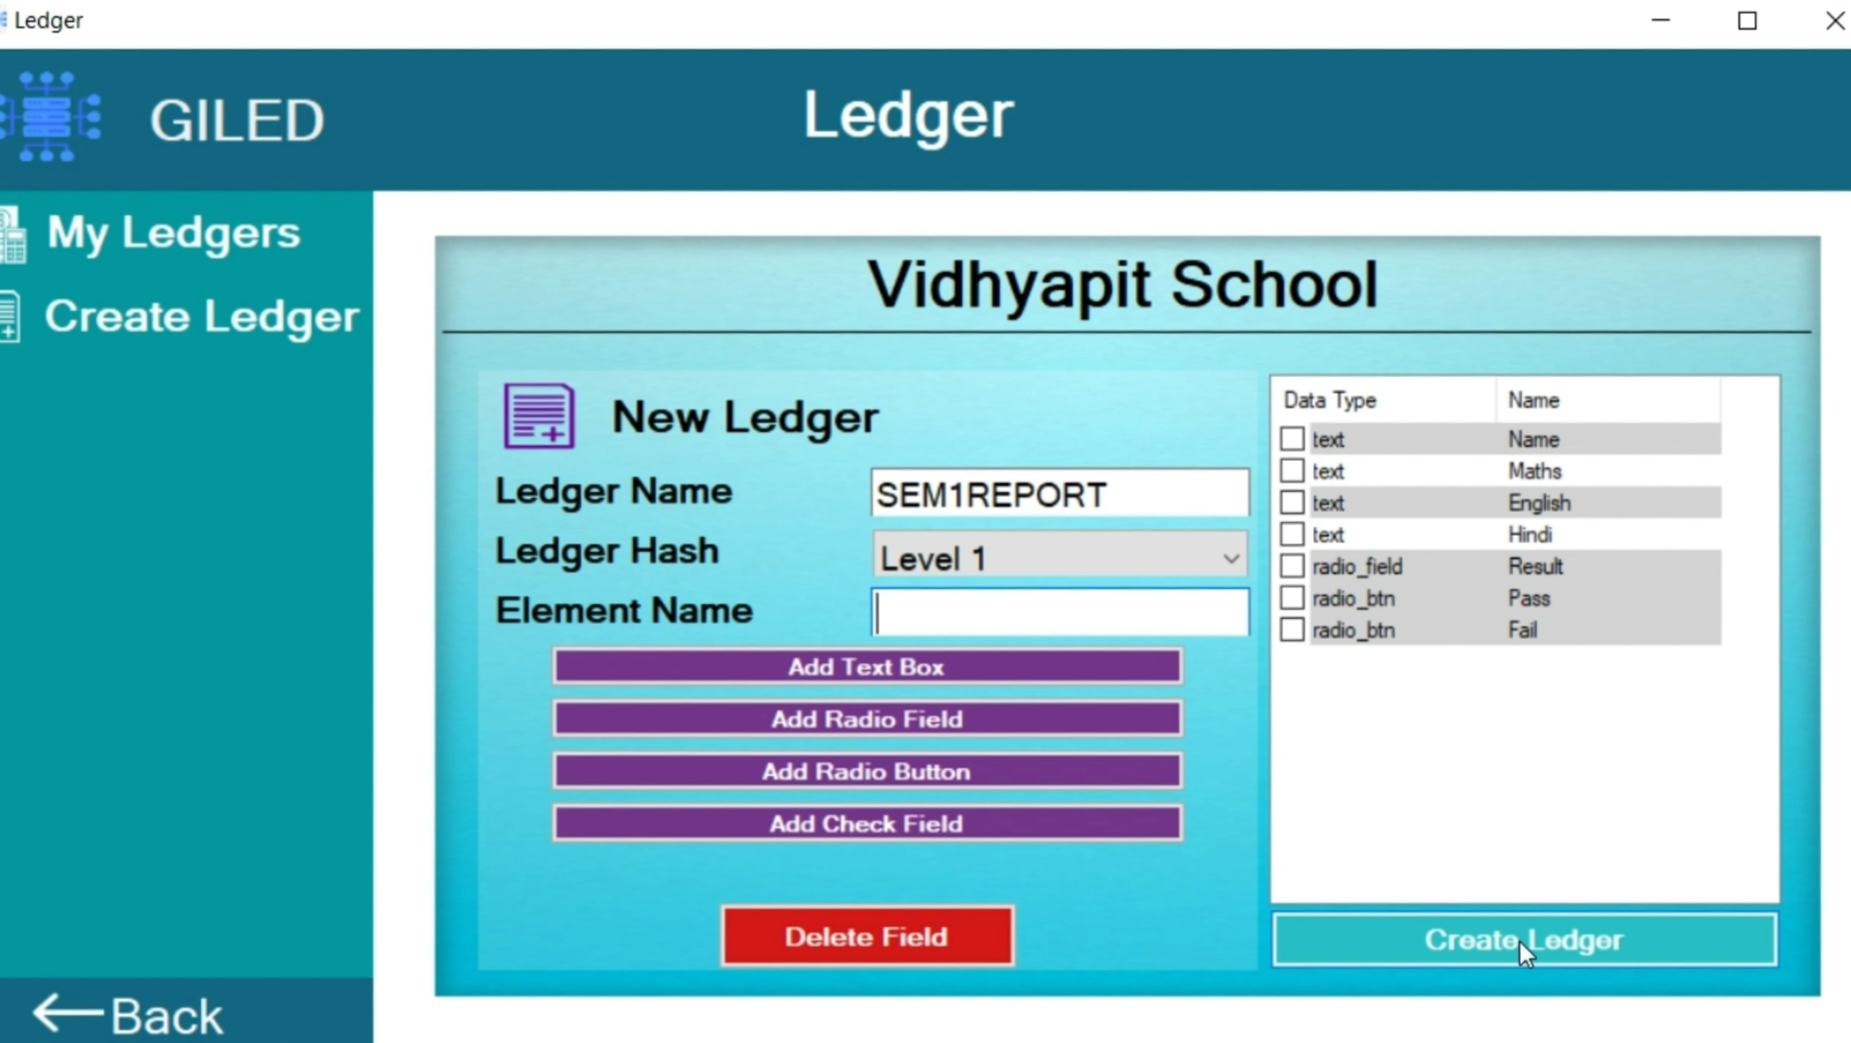 Ledger
GILED
Ledger
My Ledgers
Create Ledger
Vidhyapit School
New Ledger
Ledger Name
SEM1REPORT
Ledger Hash
Level 1
Element Name
Add Text Box
Add Radio Field
Add Radio Button
Add Check Field
Delete Field
Data Type Name
text Name
text Maths
text English
text Hindi
radio_field Result
radio_btn Pass
radio_btn Fail
Create Ledger
Back